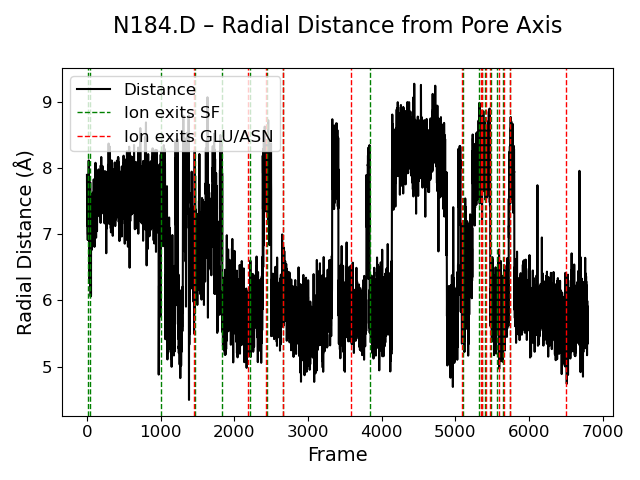 N184.D – Radial Distance from Pore Axis
Distance
Ion exits SF
Ion exits GLU/ASN
Radial Distance (Å)
9
8
7
6
5
0 1000 2000 3000 4000 5000 6000 7000
Frame